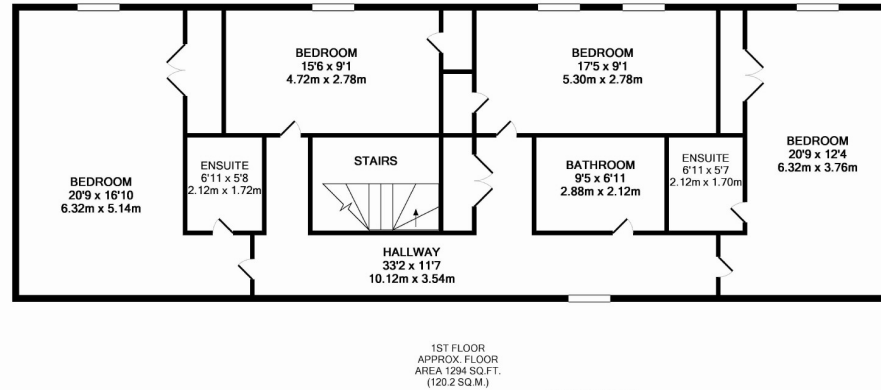 BEDROOM
15'6 x 9'1
4.72m x 2.78m
BEDROOM
17'5 x 9'1
5.30m x 2.78m
BEDROOM
20'9 x 16'10
6.32m x 5.14m
ENSUITE
6'11 x 5'8
2.12m x 1.72m
STAIRS
BATHROOM
9'5 x 6'11
2.88m x 2.12m
ENSUITE
6'11 x 5'7
2.12m x 1.70m
BEDROOM
20'9 x 12'4
6.32m x 3.76m
HALLWAY
33'2 x 11'7
10.12m x 3.54m
1ST FLOOR
APPROX. FLOOR
AREA 1294 SQ.FT.
(120.2 SQ.M.)